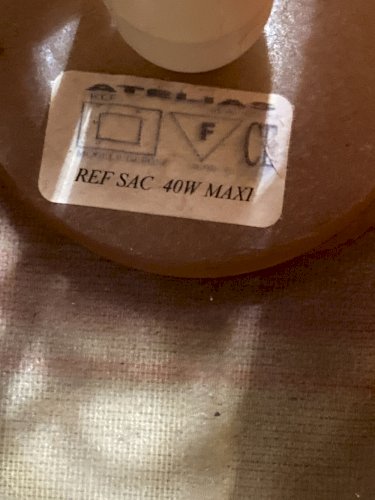 ATELIAS
F CE
REF SAC 40W MAXI